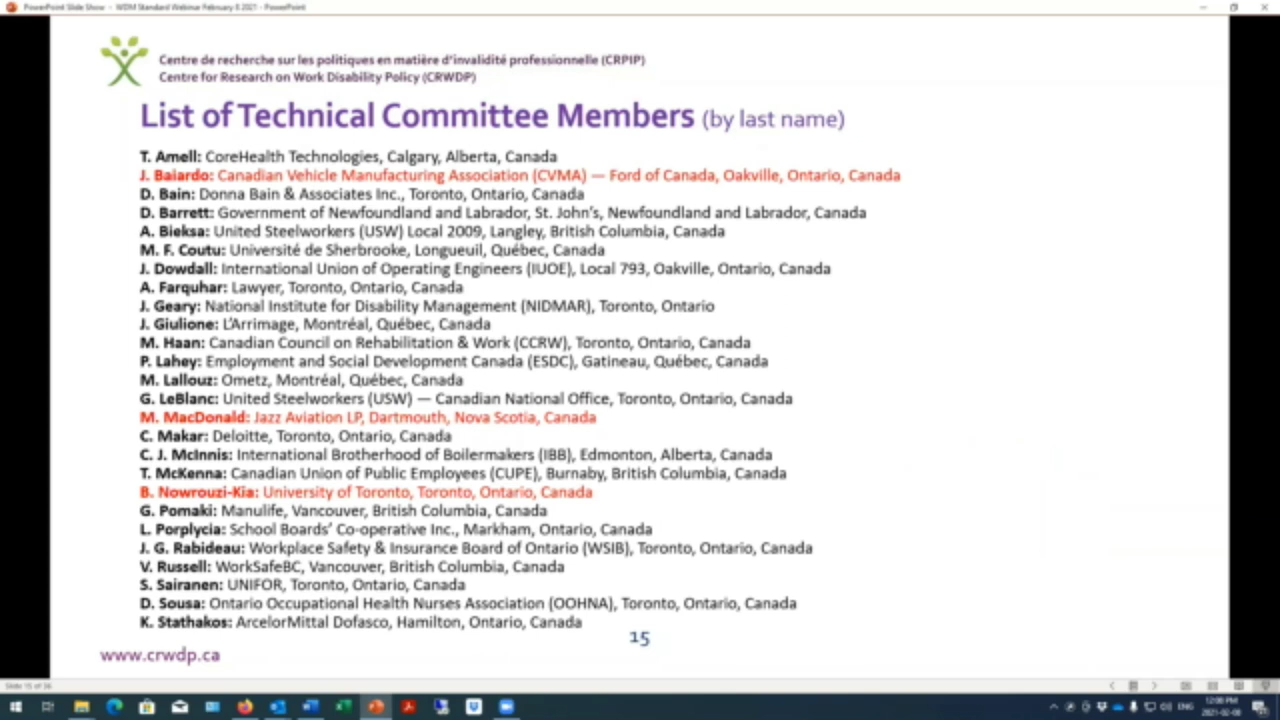 PowerPoint Slide Show - WDM Standard Webinar February 8 2021 - PowerPoint
Centre de recherche sur les politiques en matière d'invalidité professionnelle (CRPIP)
Centre for Research on Work Disability Policy (CRWDP)
List of Technical Committee Members (by last name)
T. Amell: CoreHealth Technologies, Calgary, Alberta, Canada
J. Baiardo: Canadian Vehicle Manufacturing Association (CVMA) — Ford of Canada, Oakville, Ontario, Canada
D. Bain: Donna Bain & Associates Inc., Toronto, Ontario, Canada
D. Barrett: Government of Newfoundland and Labrador, St. John's, Newfoundland and Labrador, Canada
A. Bieksa: United Steelworkers (USW) Local 2009, Langley, British Columbia, Canada
M. F. Coutu: Université de Sherbrooke, Longueuil, Québec, Canada
J. Dowdall: International Union of Operating Engineers (IUOE), Local 793, Oakville, Ontario, Canada
A. Farquhar: Lawyer, Toronto, Ontario, Canada
J. Geary: National Institute for Disability Management (NIDMAR), Toronto, Ontario
J. Giulione: L'Arrimage, Montréal, Québec, Canada
M. Haan: Canadian Council on Rehabilitation & Work (CCRW), Toronto, Ontario, Canada
P. Lahey: Employment and Social Development Canada (ESDC), Gatineau, Québec, Canada
M. Lallouz: Ometz, Montréal, Québec, Canada
G. LeBlanc: United Steelworkers (USW) — Canadian National Office, Toronto, Ontario, Canada
M. MacDonald: Jazz Aviation LP, Dartmouth, Nova Scotia, Canada
C. Makar: Deloitte, Toronto, Ontario, Canada
C. J. McInnis: International Brotherhood of Boilermakers (IBB), Edmonton, Alberta, Canada
T. McKenna: Canadian Union of Public Employees (CUPE), Burnaby, British Columbia, Canada
B. Nowrouzi-Kia: University of Toronto, Toronto, Ontario, Canada
G. Pomaki: Manulife, Vancouver, British Columbia, Canada
L. Porplycia: School Boards' Co-operative Inc., Markham, Ontario, Canada
J. G. Rabideau: Workplace Safety & Insurance Board of Ontario (WSIB), Toronto, Ontario, Canada
V. Russell: WorkSafeBC, Vancouver, British Columbia, Canada
S. Sairanen: UNIFOR, Toronto, Ontario, Canada
D. Sousa: Ontario Occupational Health Nurses Association (OOHNA), Toronto, Ontario, Canada
K. Stathakos: ArcelorMittal Dofasco, Hamilton, Ontario, Canada
15
www.crwdp.ca
Slide 15 of 36
ENG
12:08 PM
2021-02-08